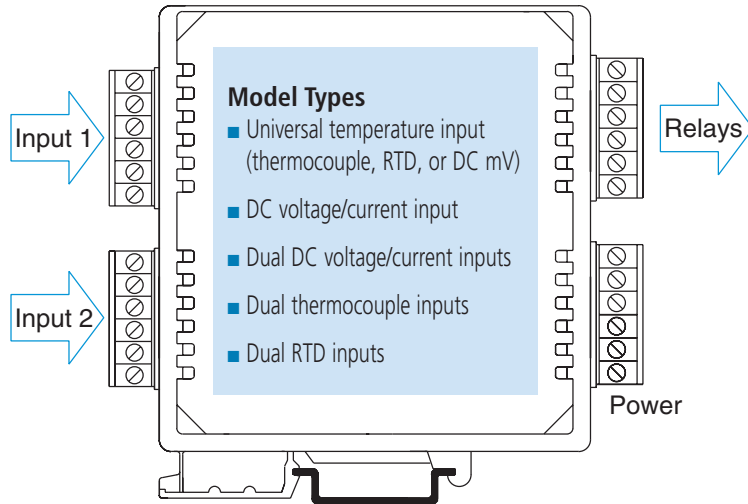 Input 1
Input 2
Model Types
■ Universal temperature input
(thermocouple, RTD, or DC mV)
■ DC voltage/current input
■ Dual DC voltage/current inputs
■ Dual thermocouple inputs
■ Dual RTD inputs
Relays
Power